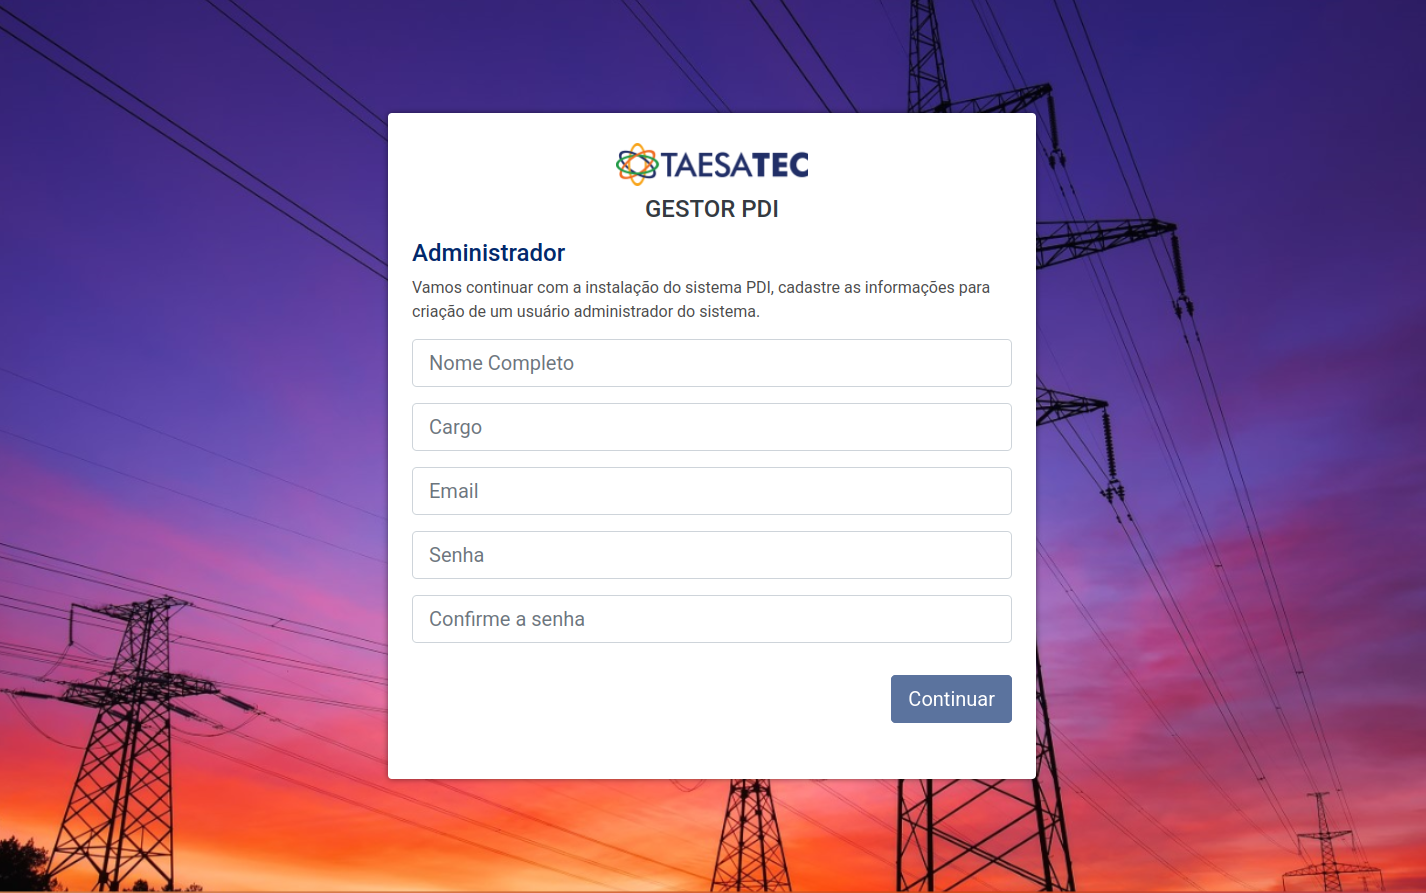 TAESATEC
GESTOR PDI
Administrador
Vamos continuar com a instalação do sistema PDI, cadastre as informações para
criação de um usuário administrador do sistema.
Nome Completo
Cargo
Email
Senha
Confirme a senha
Continuar